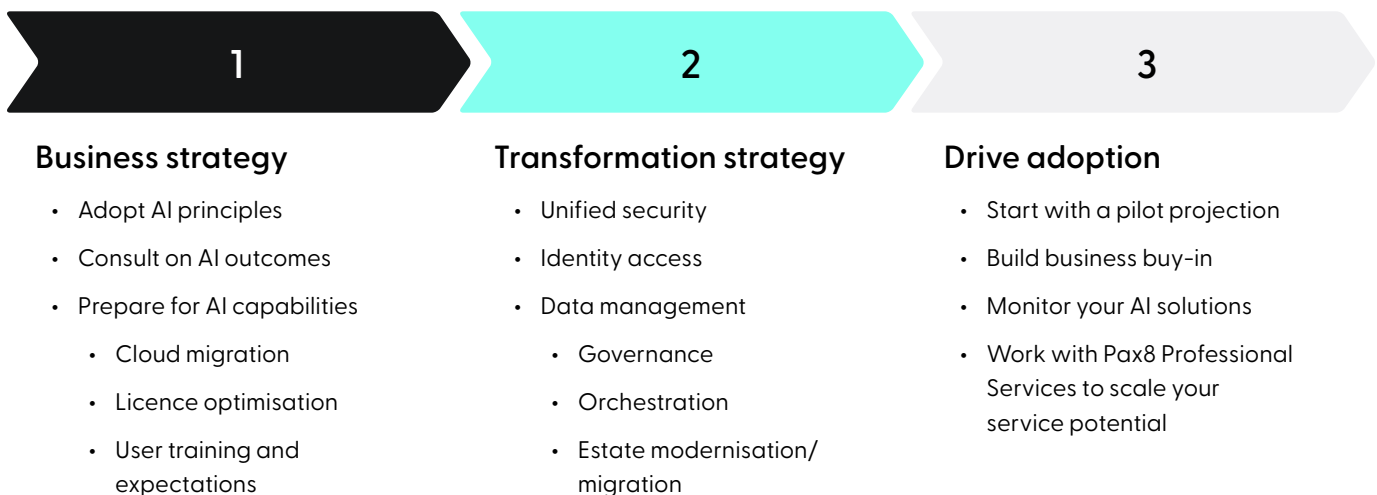 1
Business strategy
• Adopt AI principles
• Consult on AI outcomes
• Prepare for AI capabilities
• Cloud migration
• Licence optimisation
• User training and
expectations
2
Transformation strategy
• Unified security
• Identity access
• Data management
• Governance
• Orchestration
• Estate modernisation/
migration
3
Drive adoption
• Start with a pilot projection
• Build business buy-in
• Monitor your AI solutions
• Work with Pax8 Professional
Services to scale your
service potential